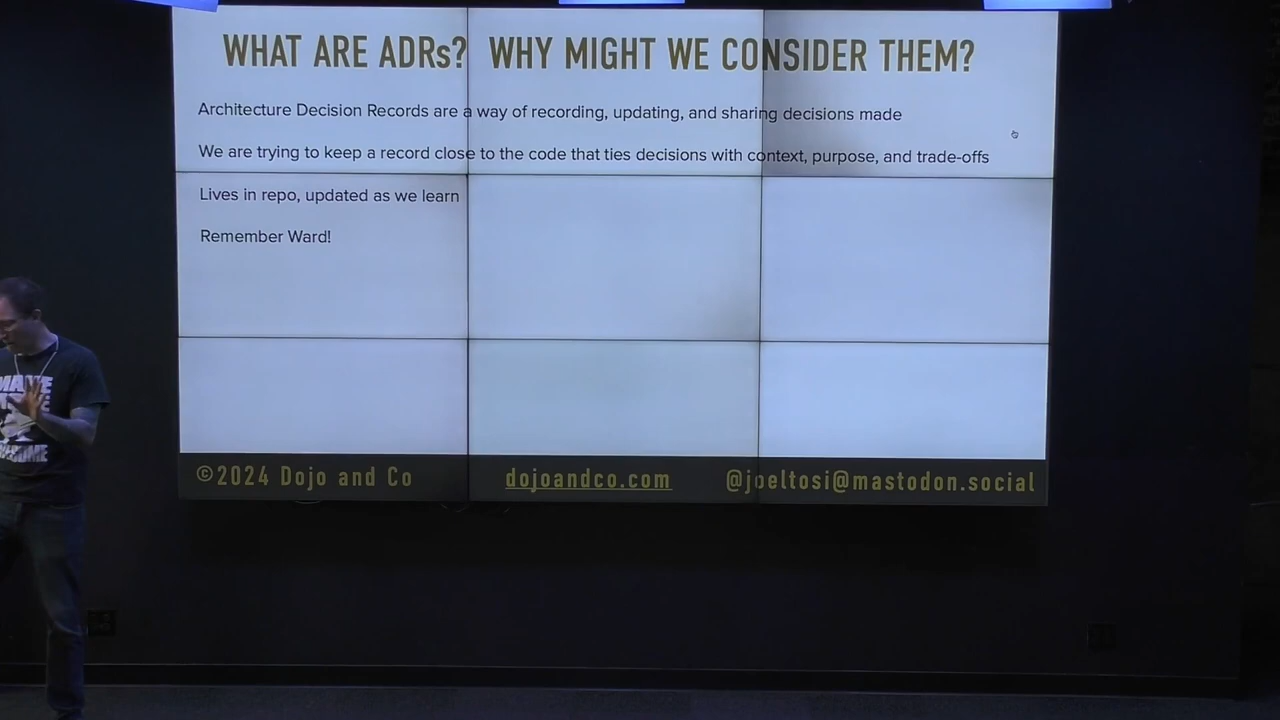 WHAT ARE ADRs? WHY MIGHT WE CONSIDER THEM?
Architecture Decision Records are a way of recording, updating, and sharing decisions made
We are trying to keep a record close to the code that ties decisions with context, purpose, and trade-offs
Lives in repo, updated as we learn
Remember Ward!
©2024 Dojo and Co
dojoandco.com
@joeltosi@mastodon.social